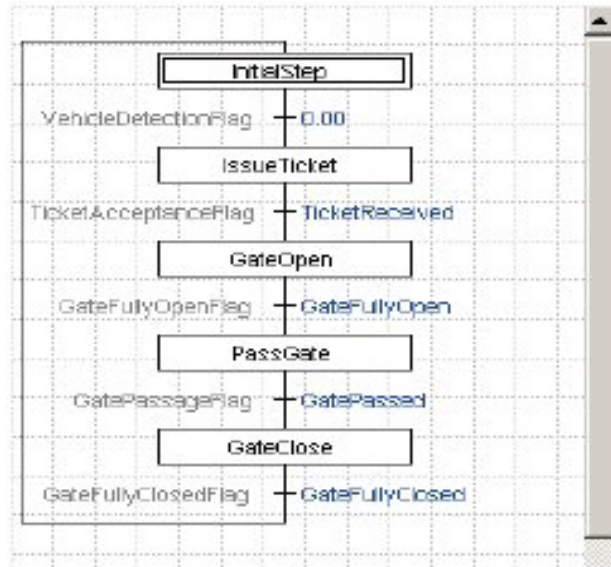 InitialStep
VehicleDetectionFlag 0.00
IssueTicket
TicketAcceptanceFlag TicketReceived
GateOpen
GateFullyOpenFlag GateFullyOpen
PassGate
GatePassageFlag GatePassed
GateClose
GateFullyClosedFlag GateFullyClosed